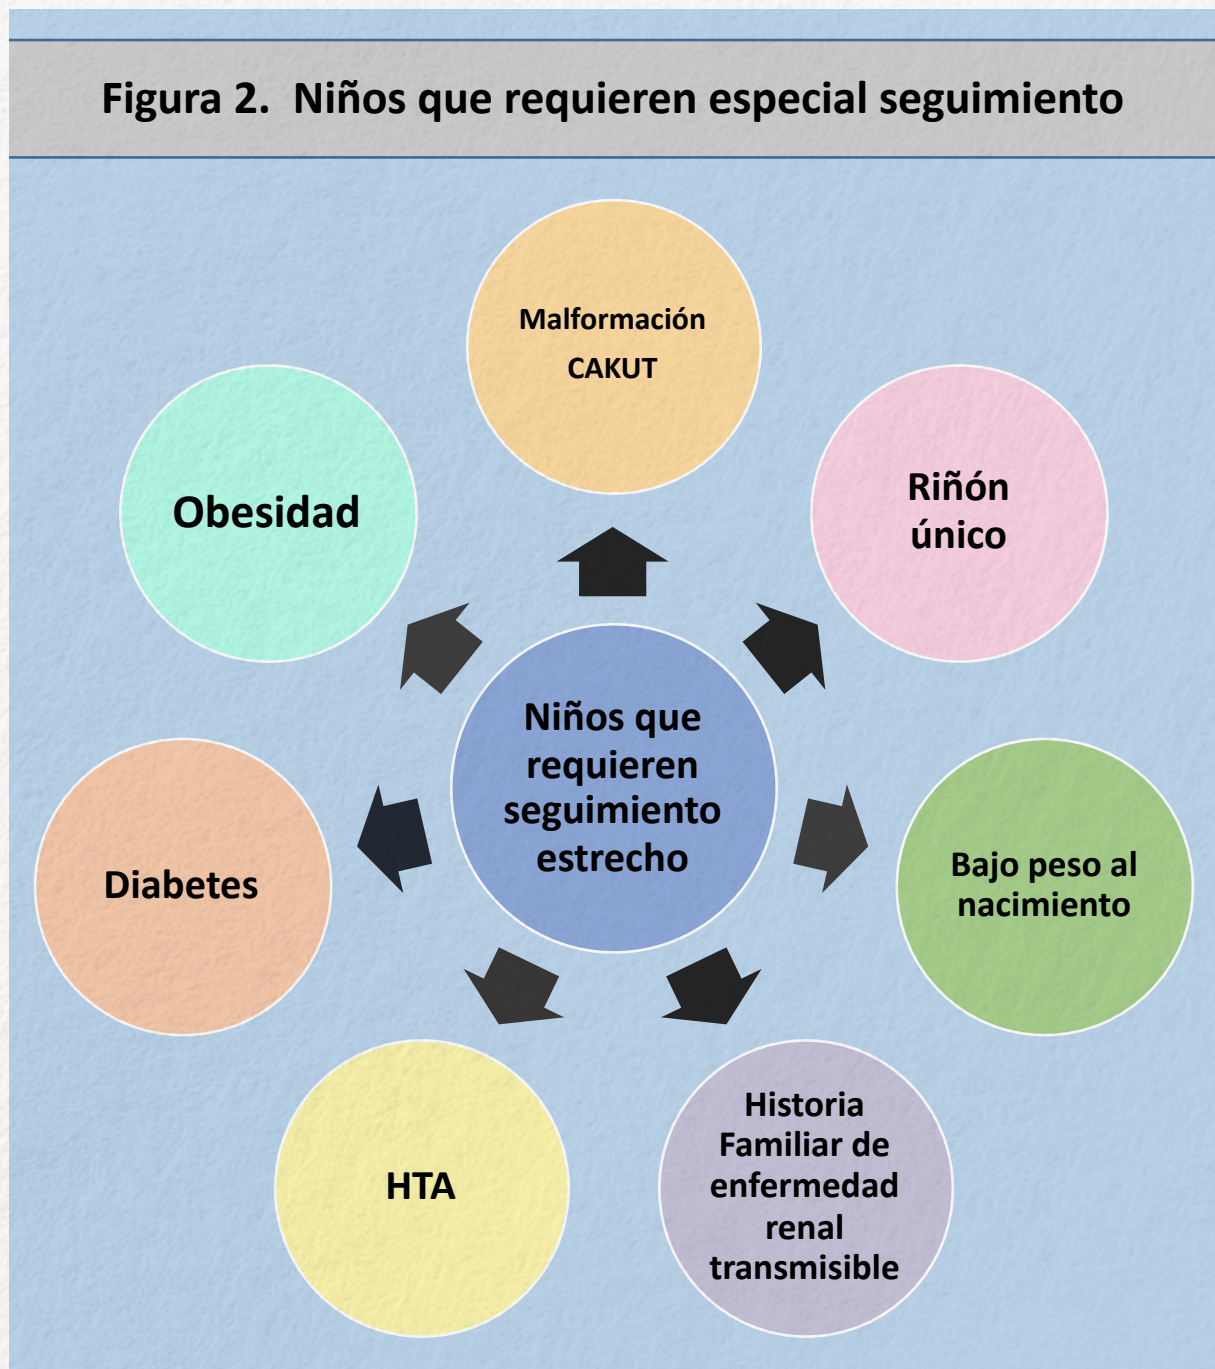 Figura 2.  Niños que requieren especial seguimiento
Malformación
CAKUT
Riñón
único
Bajo peso al
nacimiento
Historia
Familiar de
enfermedad
renal
transmisible
HTA
Diabetes
Obesidad
Niños que
requieren
seguimiento
estrecho